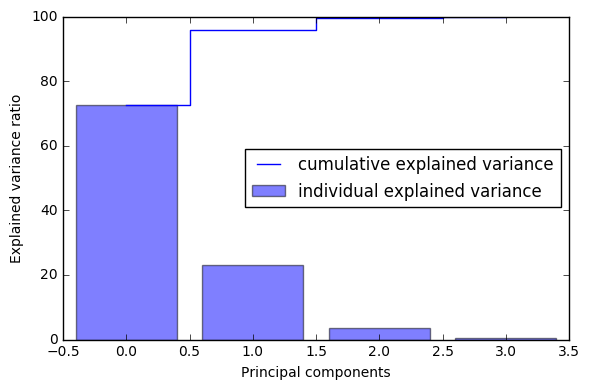 100
80
60
40
20
0
Explained variance ratio
cumulative explained variance
individual explained variance
−0.5 0.0 0.5 1.0 1.5 2.0 2.5 3.0 3.5
Principal components